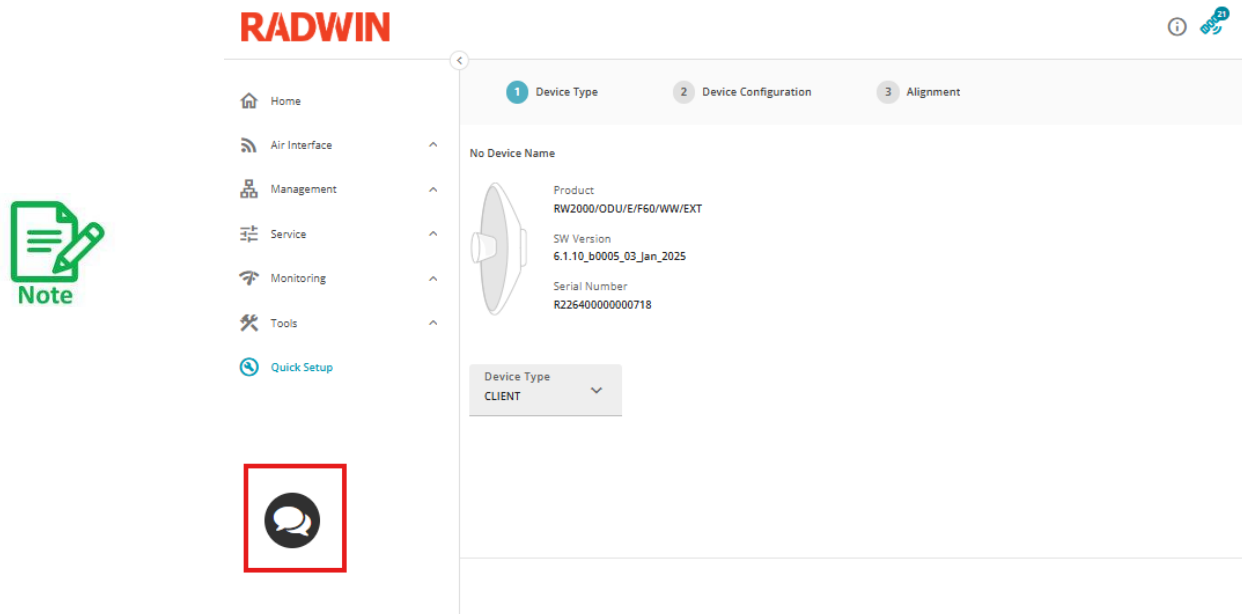 RADWIN
21
1 Device Type 2 Device Configuration 3 Alignment
Home
Air Interface
Management
Service
Monitoring
Tools
Quick Setup
No Device Name
Product
RW2000/ODU/E/F60/WW/EXT
SW Version
6.1.10_b0005_03_Jan_2025
Serial Number
R226400000000718
Device Type
CLIENT
Note